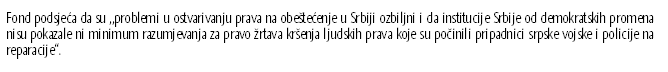 Fond podsjeća da su „problemi u ostvarivanju prava na obeštećenje u Srbiji ozbiljni i da institucije Srbije od demokratskih promena
nisu pokazale ni minimum razumjevanja za pravo žrtava kršenja ljudskih prava koje su počinili pripadnici srpske vojske i policije na
reparacije“.